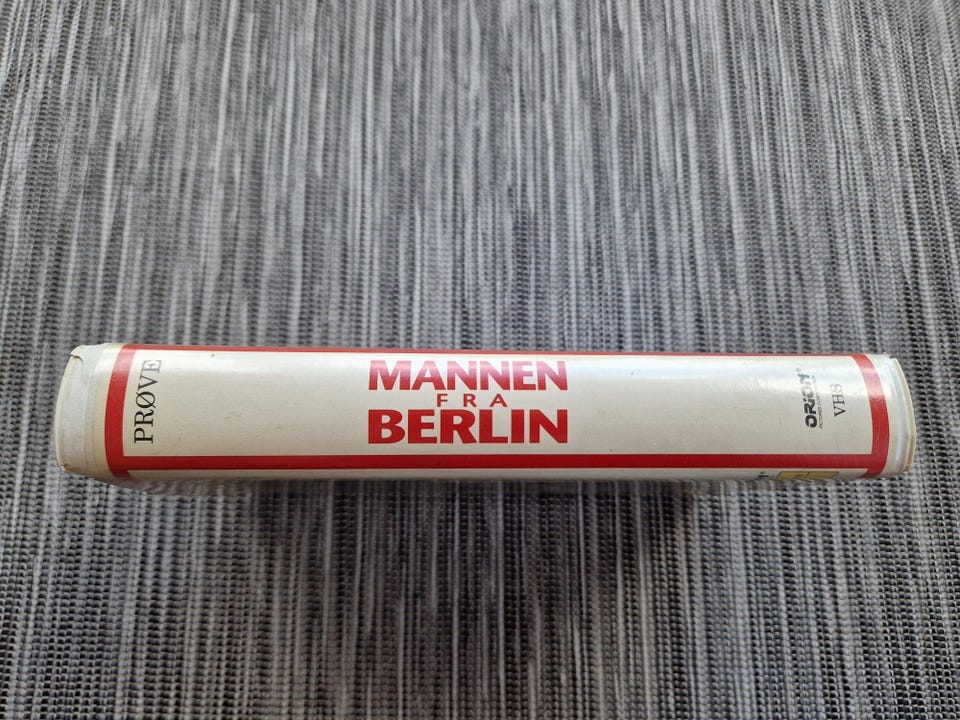 PRØVE
MANNEN
FRA
BERLIN
ORION
VHS